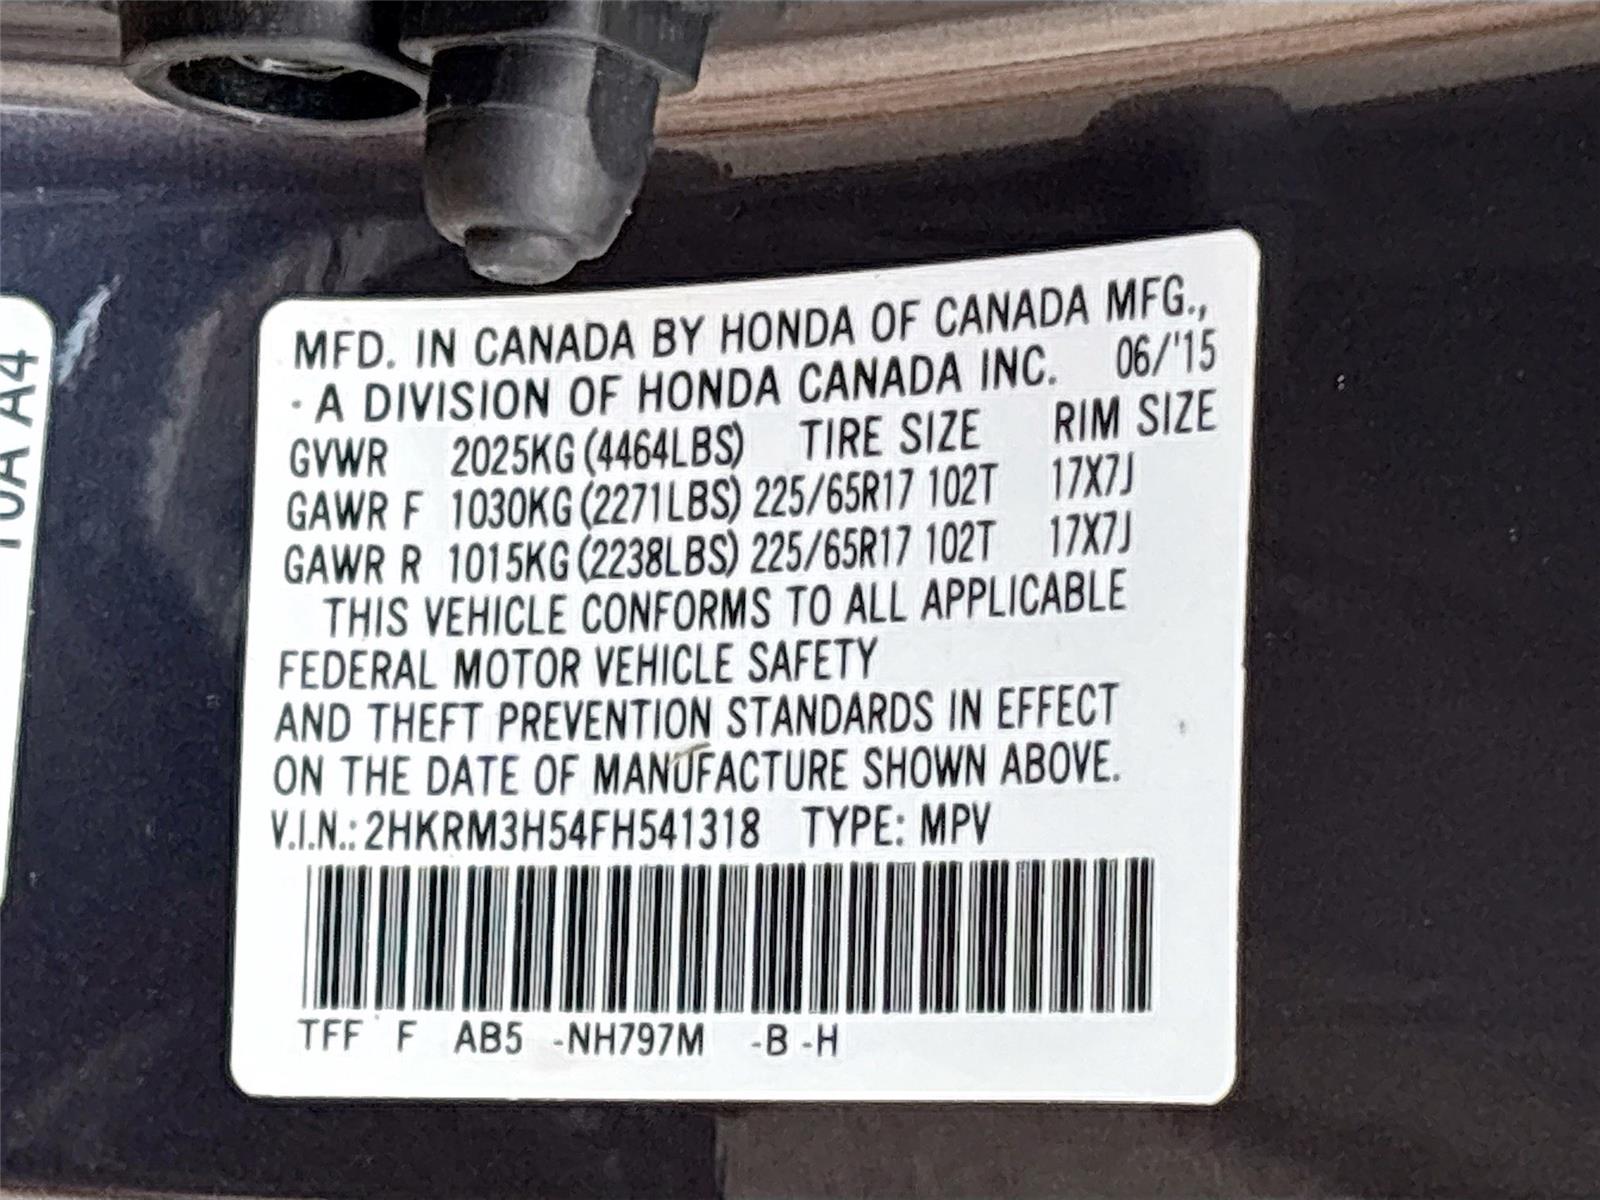 MFD. IN CANADA BY HONDA OF CANADA MFG.,
· A DIVISION OF HONDA CANADA INC. 06/'15
GVWR 2025KG (4464LBS) TIRE SIZE RIM SIZE
GAWR F 1030KG (2271LBS) 225/65R17 102T 17X7J
GAWR R 1015KG (2238LBS) 225/65R17 102T 17X7J
THIS VEHICLE CONFORMS TO ALL APPLICABLE
FEDERAL MOTOR VEHICLE SAFETY
AND THEFT PREVENTION STANDARDS IN EFFECT
ON THE DATE OF MANUFACTURE SHOWN ABOVE.
V.I.N.: 2HKRM3H54FH541318 TYPE: MPV
TFF F AB5 -NH797M -B -H
A4